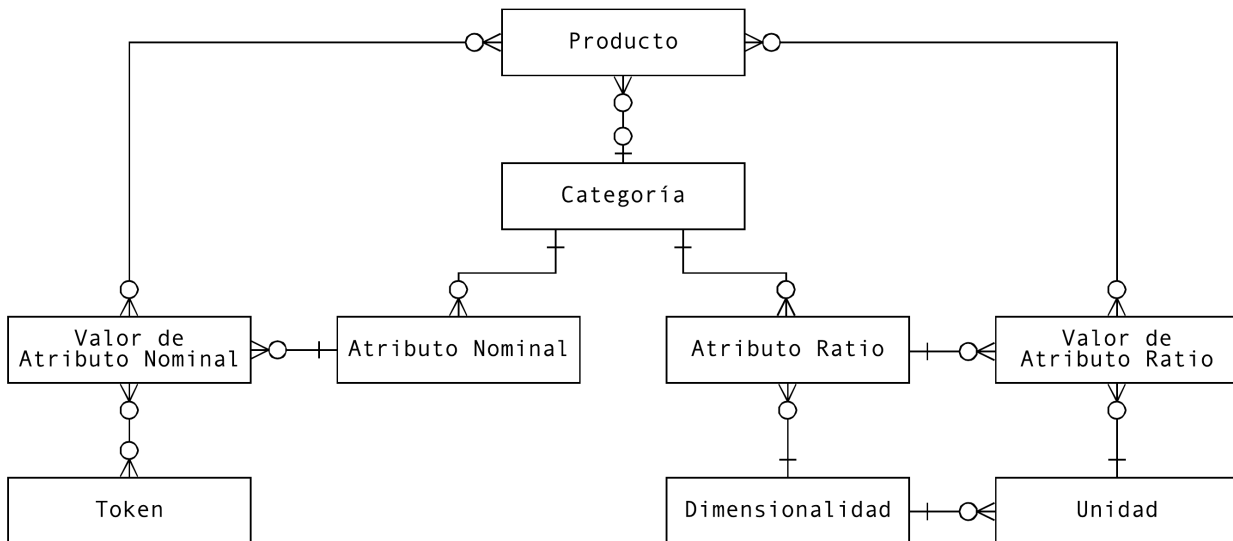 Producto
Categoría
Valor de
Atributo Nominal
Atributo Nominal
Atributo Ratio
Valor de
Atributo Ratio
Token
Dimensionalidad
Unidad